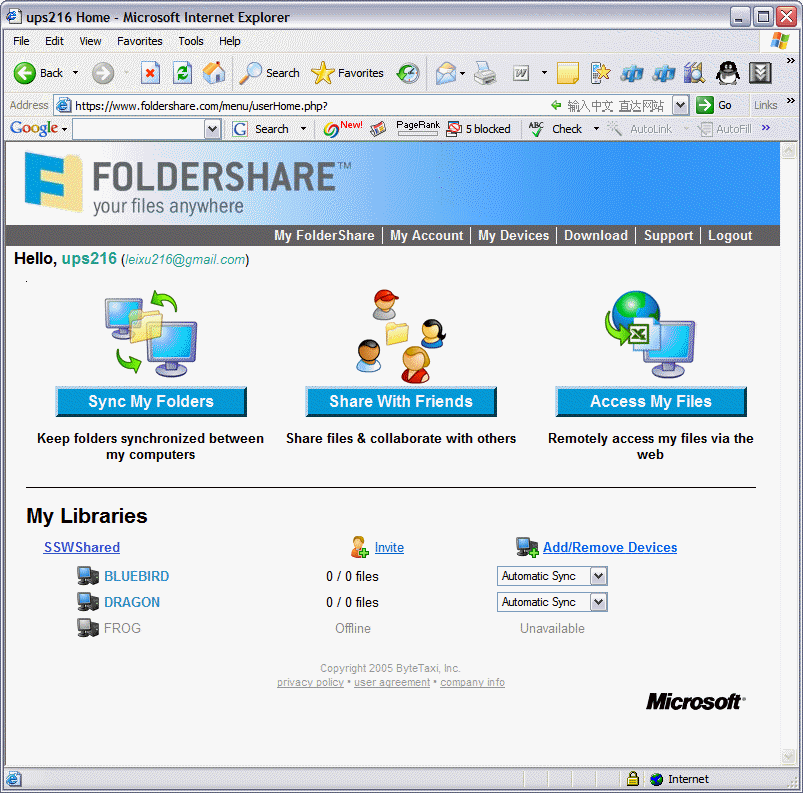 ups216 Home - Microsoft Internet Explorer
File Edit View Favorites Tools Help
Back Search Favorites W »
Address https://www.foldershare.com/menu/userHome.php? 输入中文 直达网站 Go Links »
Google Search New! PageRank 5 blocked ABC Check AutoLink AutoFill »
FOLDERSHARE™
your files anywhere
My FolderShare | My Account | My Devices | Download | Support | Logout
Hello, ups216 (leixu216@gmail.com)
.
Sync My Folders Share With Friends Access My Files
Keep folders synchronized between Share files & collaborate with others Remotely access my files via the
my computers web
My Libraries
SSWShared Invite Add/Remove Devices
BLUEBIRD 0 / 0 files Automatic Sync
DRAGON 0 / 0 files Automatic Sync
FROG Offline Unavailable
Copyright 2005 ByteTaxi, Inc.
privacy policy • user agreement • company info
Microsoft®
Internet